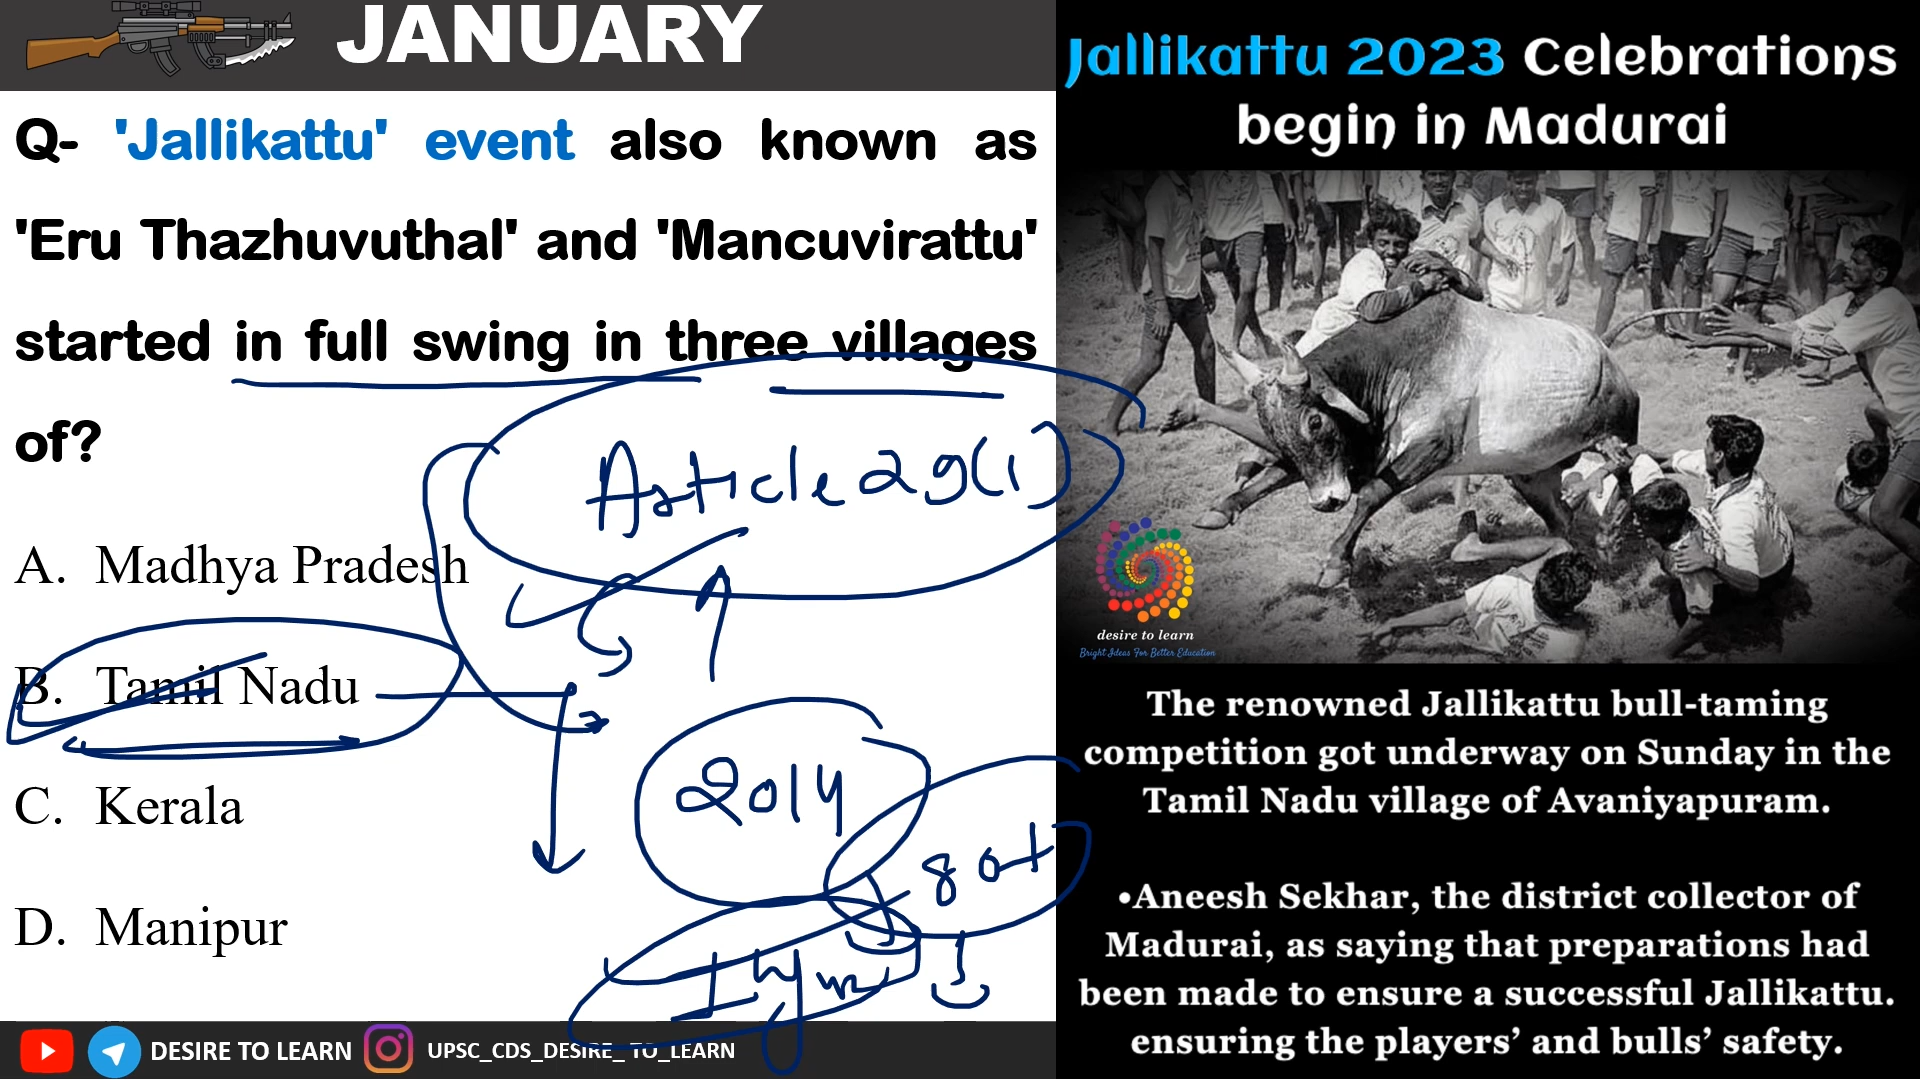 JANUARY
Q- 'Jallikattu' event also known as
'Eru Thazhuvuthal' and 'Mancuvirattu'
started in full swing in three villages
of?
Article 29(1)
A. Madhya Pradesh
B. Tamil Nadu
C. Kerala
D. Manipur
2014
DESIRE TO LEARN
UPSC_CDS_DESIRE_TO_LEARN
Jallikattu 2023 Celebrations
begin in Madurai
desire to learn
Bright Ideas For Better Education
The renowned Jallikattu bull-taming
competition got underway on Sunday in the
Tamil Nadu village of Avaniyapuram.
•Aneesh Sekhar, the district collector of
Madurai, as saying that preparations had
been made to ensure a successful Jallikattu.
ensuring the players’ and bulls’ safety.